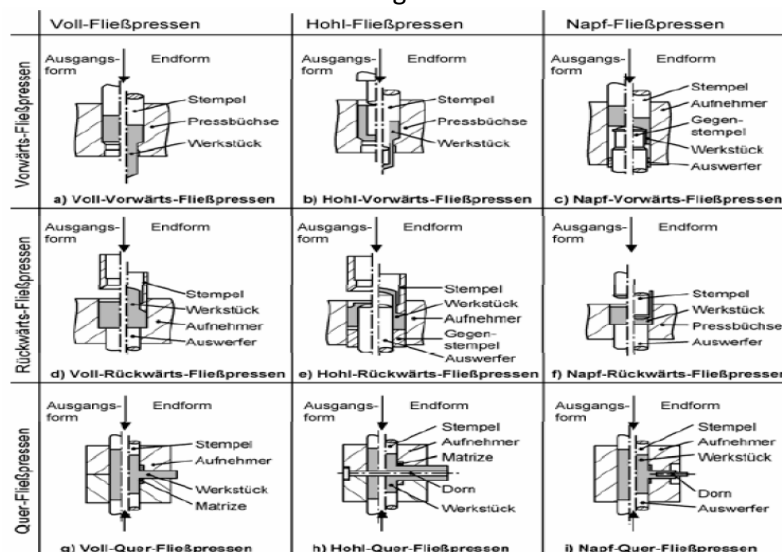 Voll-Fließpressen
Hohl-Fließpressen
Napf-Fließpressen
Vorwärts-Fließpressen
Ausgangs-
form
Endform
Stempel
Pressbüchse
Werkstück
a) Voll-Vorwärts-Fließpressen
Ausgangs-
form
Endform
Stempel
Pressbüchse
Werkstück
b) Hohl-Vorwärts-Fließpressen
Ausgangs-
form
Endform
Stempel
Aufnehmer
Gegen-
stempel
Werkstück
Auswerfer
c) Napf-Vorwärts-Fließpressen
Rückwärts-Fließpressen
Ausgangs-
form
Endform
Stempel
Werkstück
Aufnehmer
Auswerfer
d) Voll-Rückwärts-Fließpressen
Ausgangs-
form
Endform
Stempel
Werkstück
Aufnehmer
Gegen-
stempel
Auswerfer
e) Hohl-Rückwärts-Fließpressen
Ausgangs-
form
Endform
Stempel
Werkstück
Pressbüchse
Auswerfer
f) Napf-Rückwärts-Fließpressen
Quer-Fließpressen
Ausgangs-
form
Endform
Stempel
Aufnehmer
Werkstück
Matrize
g) Voll-Quer-Fließpressen
Ausgangs-
form
Endform
Stempel
Aufnehmer
Matrize
Dorn
Werkstück
h) Hohl-Quer-Fließpressen
Ausgangs-
form
Endform
Stempel
Aufnehmer
Werkstück
Dorn
Auswerfer
i) Napf-Quer-Fließpressen